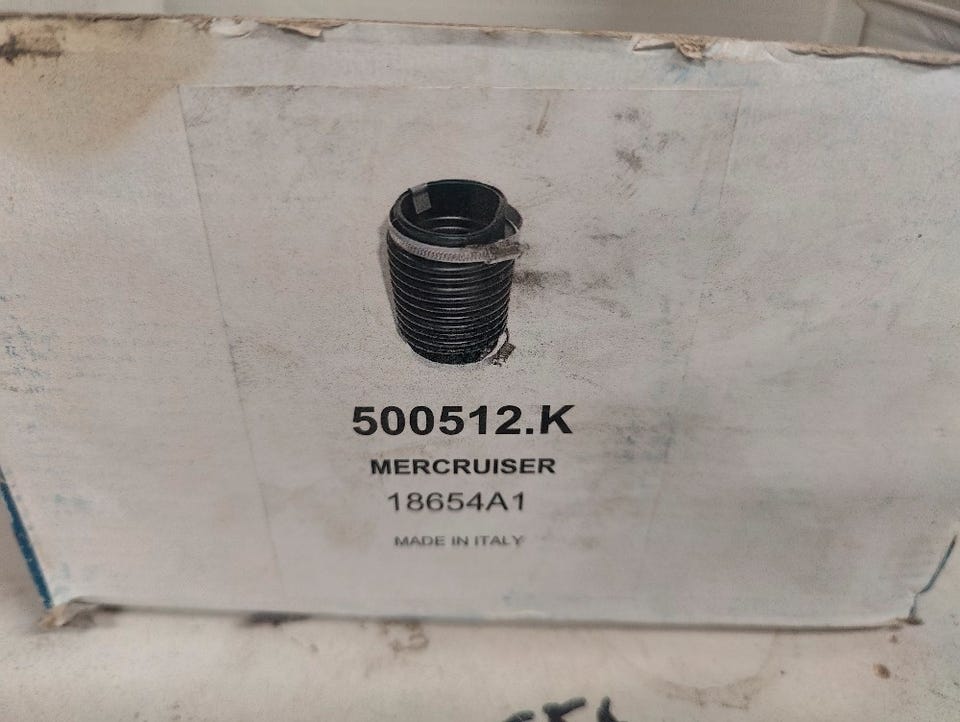 500512.K
MERCRUISER
18654A1
MADE IN ITALY